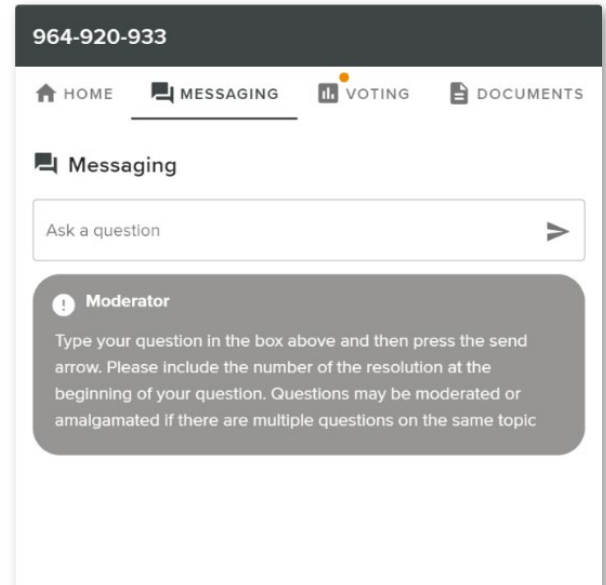 964-920-933
HOME MESSAGING VOTING DOCUMENTS
Messaging
Ask a question
Moderator
Type your question in the box above and then press the send
arrow. Please include the number of the resolution at the
beginning of your question. Questions may be moderated or
amalgamated if there are multiple questions on the same topic